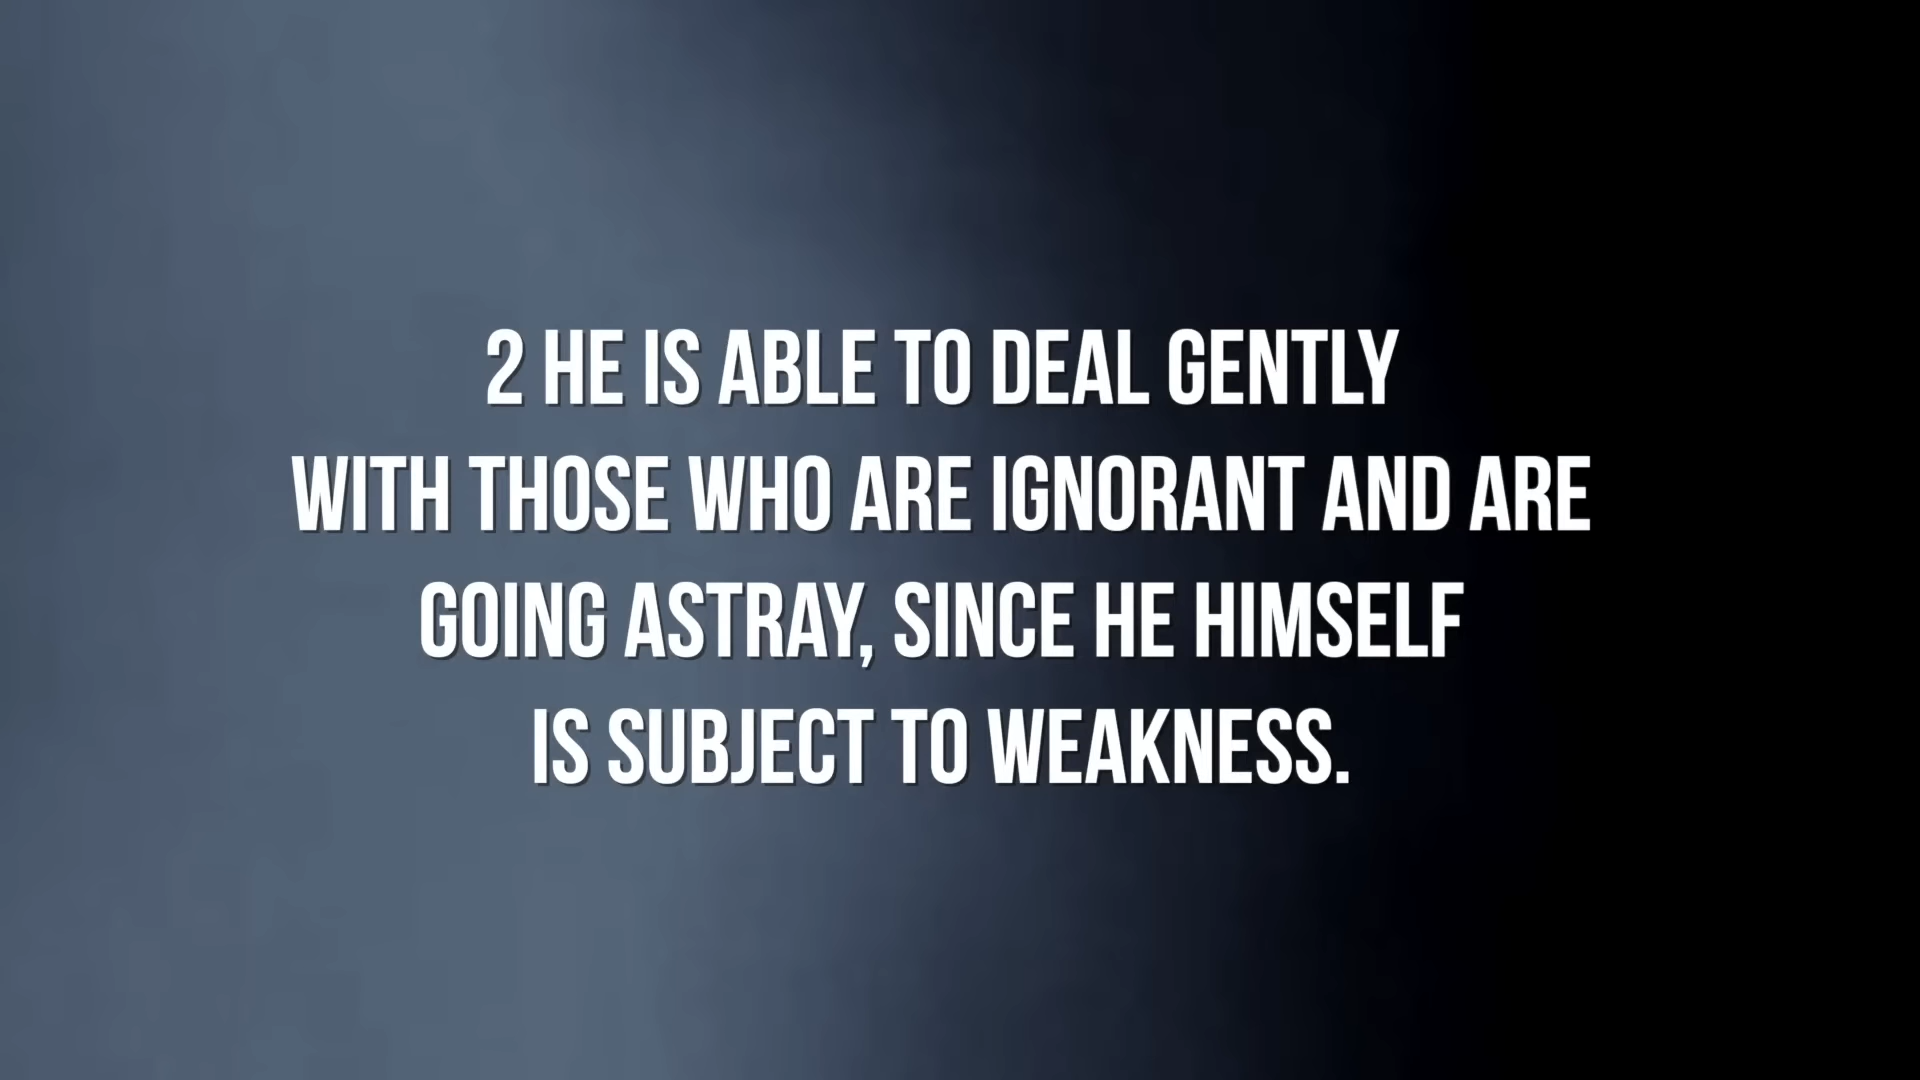 2 HE IS ABLE TO DEAL GENTLY
WITH THOSE WHO ARE IGNORANT AND ARE
GOING ASTRAY, SINCE HE HIMSELF
IS SUBJECT TO WEAKNESS.